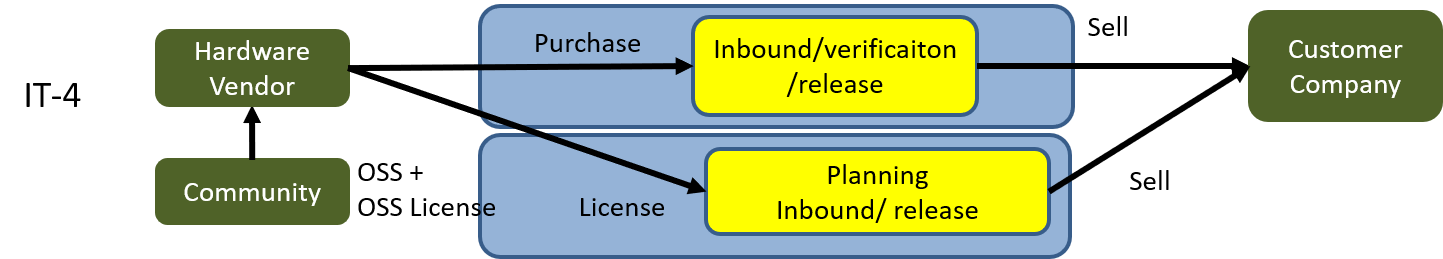 IT-4
Hardware
Vendor
Community
OSS +
OSS License
Purchase
Inbound/verificaiton
/release
Sell
License
Planning
Inbound/ release
Sell
Customer
Company